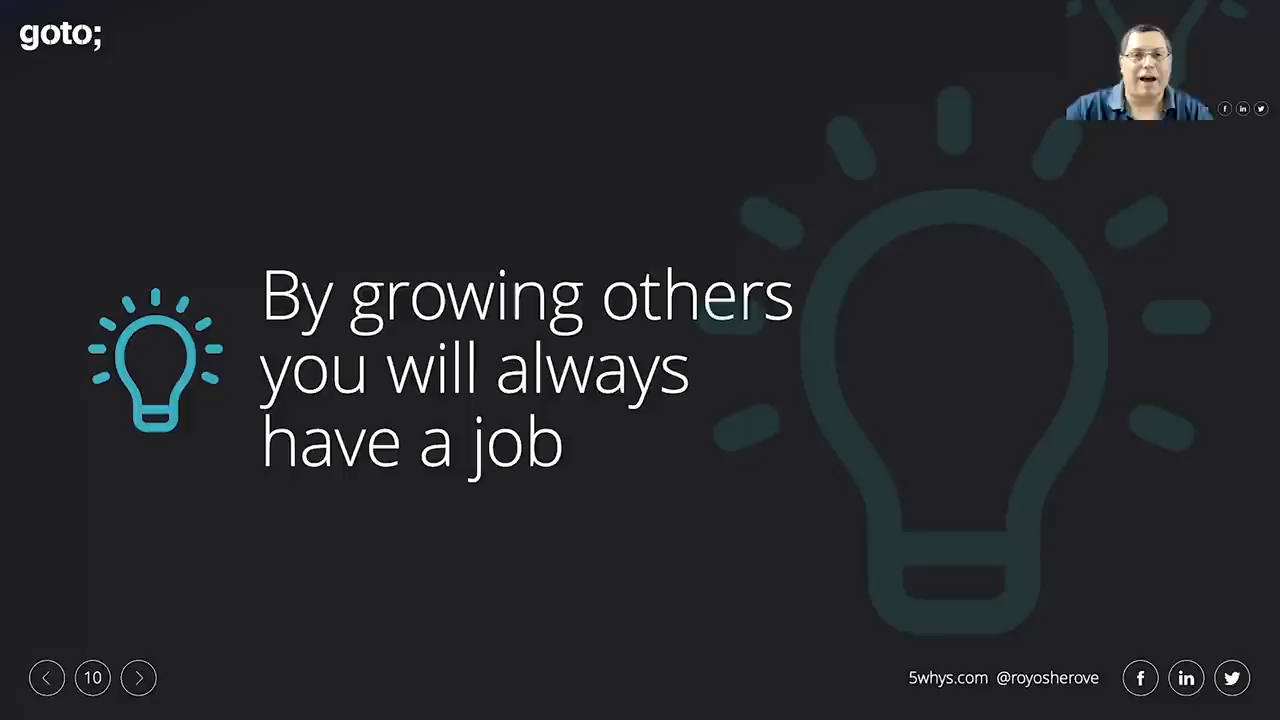 goto;
By growing others
you will always
have a job
10
5whys.com @royosherove